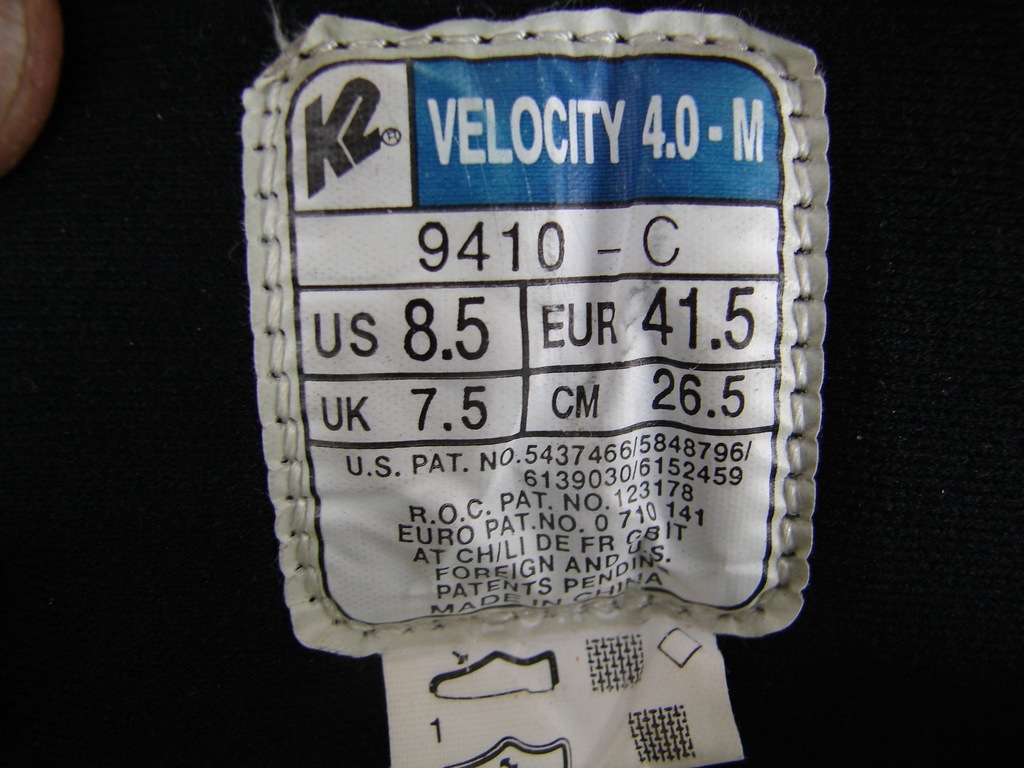 K2® VELOCITY 4.0 - M
9410 - C
US 8.5 EUR 41.5
UK 7.5 CM 26.5
U.S. PAT. NO.5437466/5848796/
6139030/6152459
R.O.C. PAT. NO. 123178
EURO PAT.NO. 0 710 141
AT CH/LI DE FR GB IT
FOREIGN AND U.S.
PATENTS PENDING.
MADE IN CHINA
1